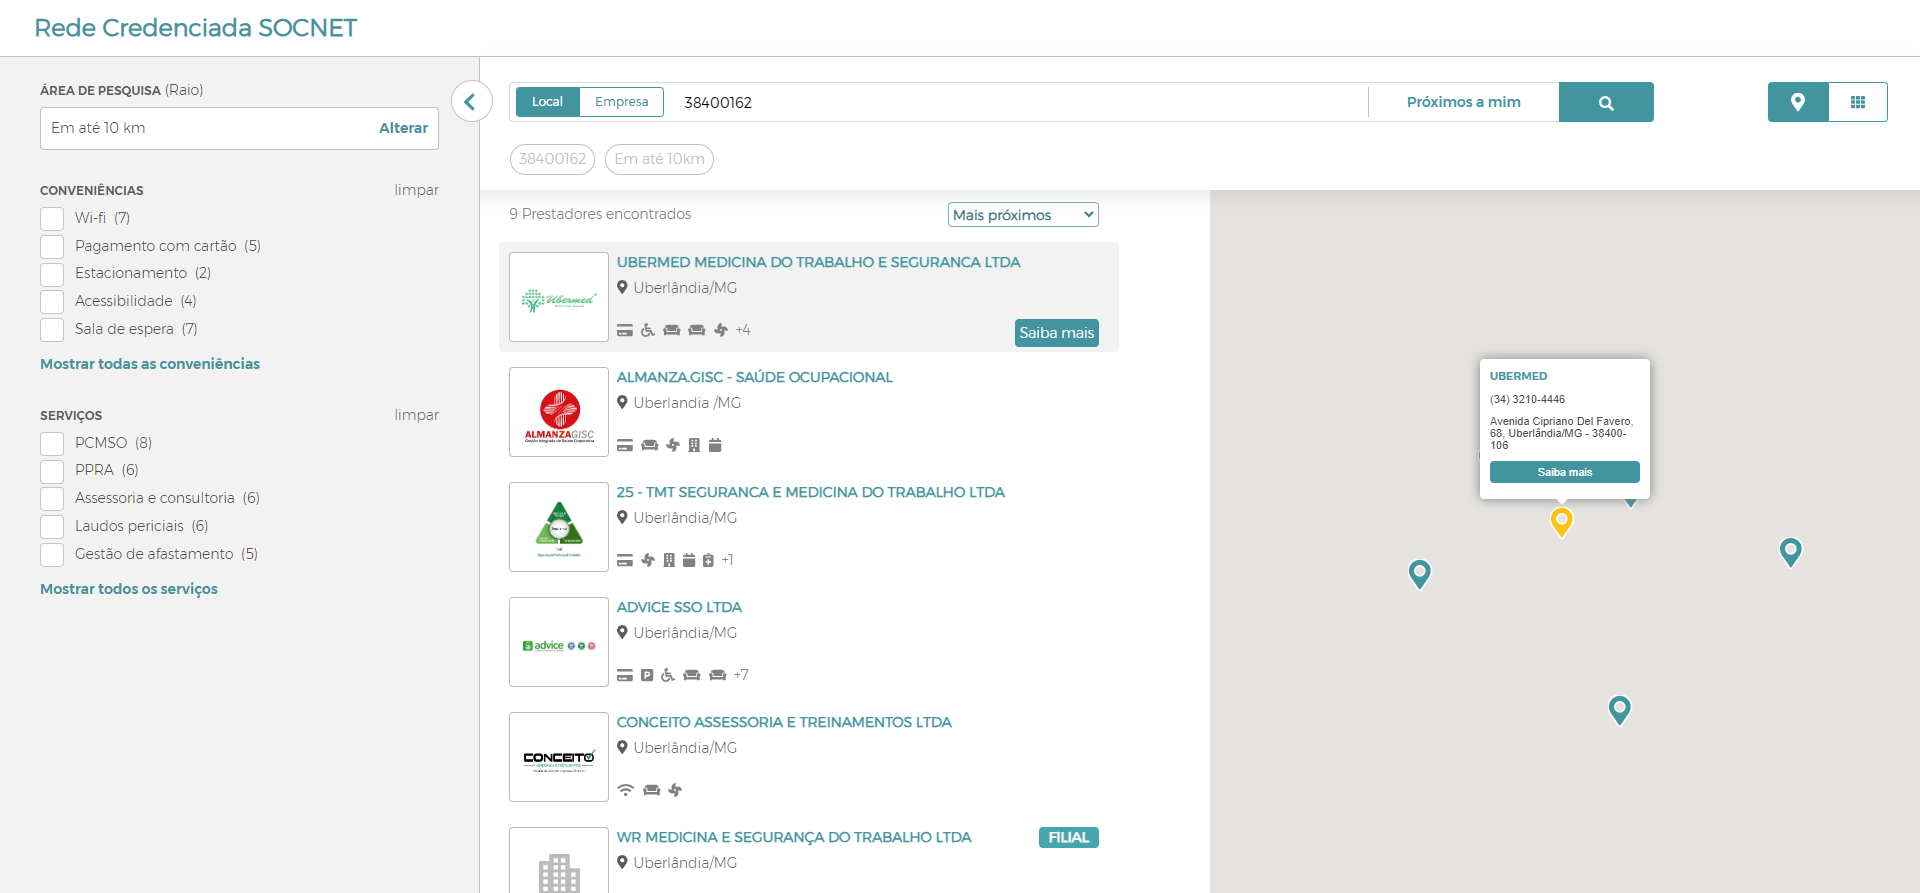 Rede Credenciada SOCNET
ÁREA DE PESQUISA (Raio)
Em até 10 km
Alterar
CONVENIÊNCIAS
limpar
Wi-fi (7)
Pagamento com cartão (5)
Estacionamento (2)
Acessibilidade (4)
Sala de espera (7)
Mostrar todas as conveniências
SERVIÇOS
limpar
PCMSO (8)
PPRA (6)
Assessoria e consultoria (6)
Laudos periciais (6)
Gestão de afastamento (5)
Mostrar todos os serviços
Local
Empresa
38400162
Próximos a mim
38400162
Em até 10km
9 Prestadores encontrados
Mais próximos
Ubermed
UBERMED MEDICINA DO TRABALHO E SEGURANCA LTDA
Uberlândia/MG
+4
Saiba mais
ALMANZAGISC
ALMANZA.GISC - SAÚDE OCUPACIONAL
Uberlandia /MG
25 - TMT SEGURANCA E MEDICINA DO TRABALHO LTDA
Uberlândia/MG
+1
advice
ADVICE SSO LTDA
Uberlândia/MG
+7
CONCEITO
CONCEITO ASSESSORIA E TREINAMENTOS LTDA
Uberlândia/MG
WR MEDICINA E SEGURANÇA DO TRABALHO LTDA
FILIAL
Uberlândia/MG
UBERMED
(34) 3210-4446
Avenida Cipriano Del Favero,
68, Uberlândia/MG - 38400-
106
Saiba mais